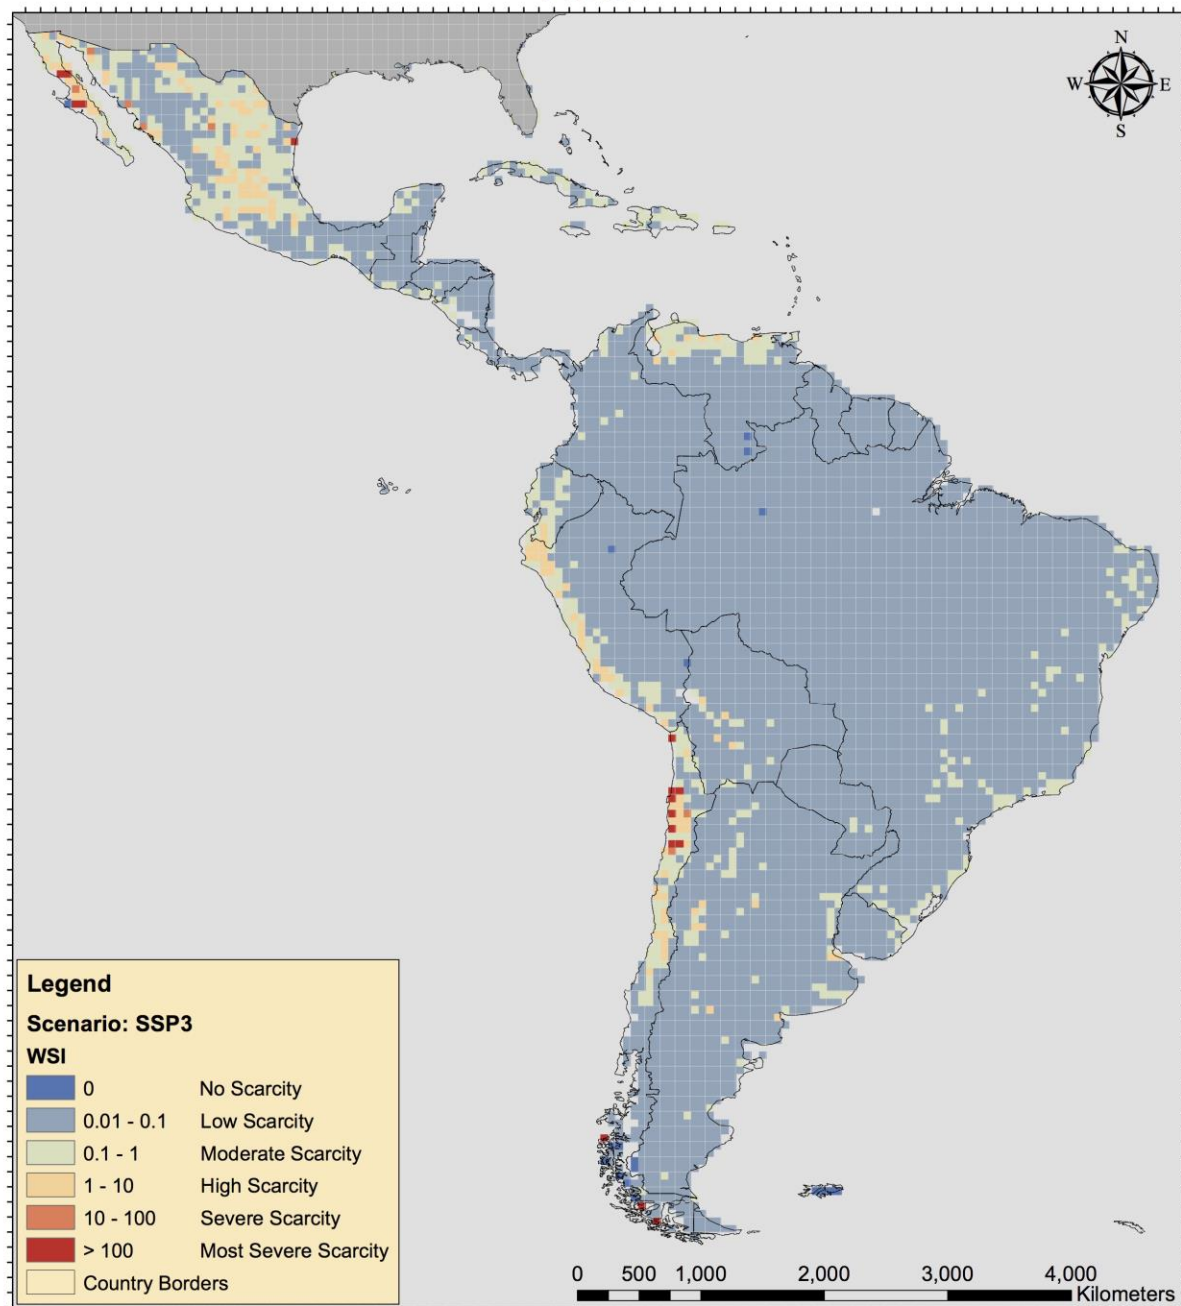 N
W E
S
Legend
Scenario: SSP3
WSI
0 No Scarcity
0.01 - 0.1 Low Scarcity
0.1 - 1 Moderate Scarcity
1 - 10 High Scarcity
10 - 100 Severe Scarcity
> 100 Most Severe Scarcity
Country Borders
0 500 1,000 2,000 3,000 4,000
Kilometers